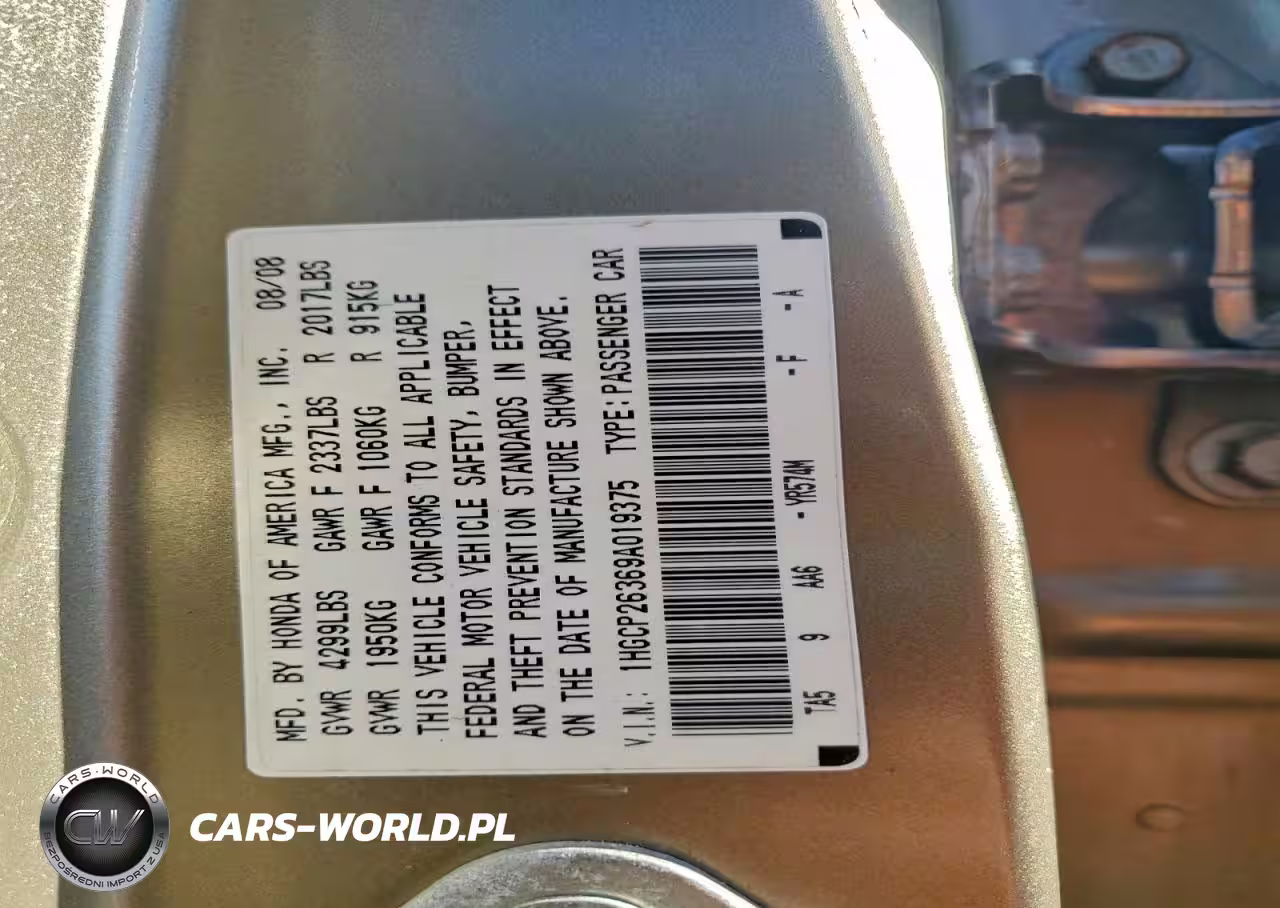 MFD. BY HONDA OF AMERICA MFG., INC. 08/08
GVWR 4299LBS GAWR F 2337LBS R 2017LBS
GVWR 1950KG GAWR F 1060KG R 915KG
THIS VEHICLE CONFORMS TO ALL APPLICABLE
FEDERAL MOTOR VEHICLE SAFETY, BUMPER,
AND THEFT PREVENTION STANDARDS IN EFFECT
ON THE DATE OF MANUFACTURE SHOWN ABOVE.
V.I.N.: 1HGCP26369A019375 TYPE: PASSENGER CAR
TA5 9 AA6 - YR574M - F - A
CARS-WORLD
CW
BEZPOŚREDNI IMPORT Z USA
CARS-WORLD.PL